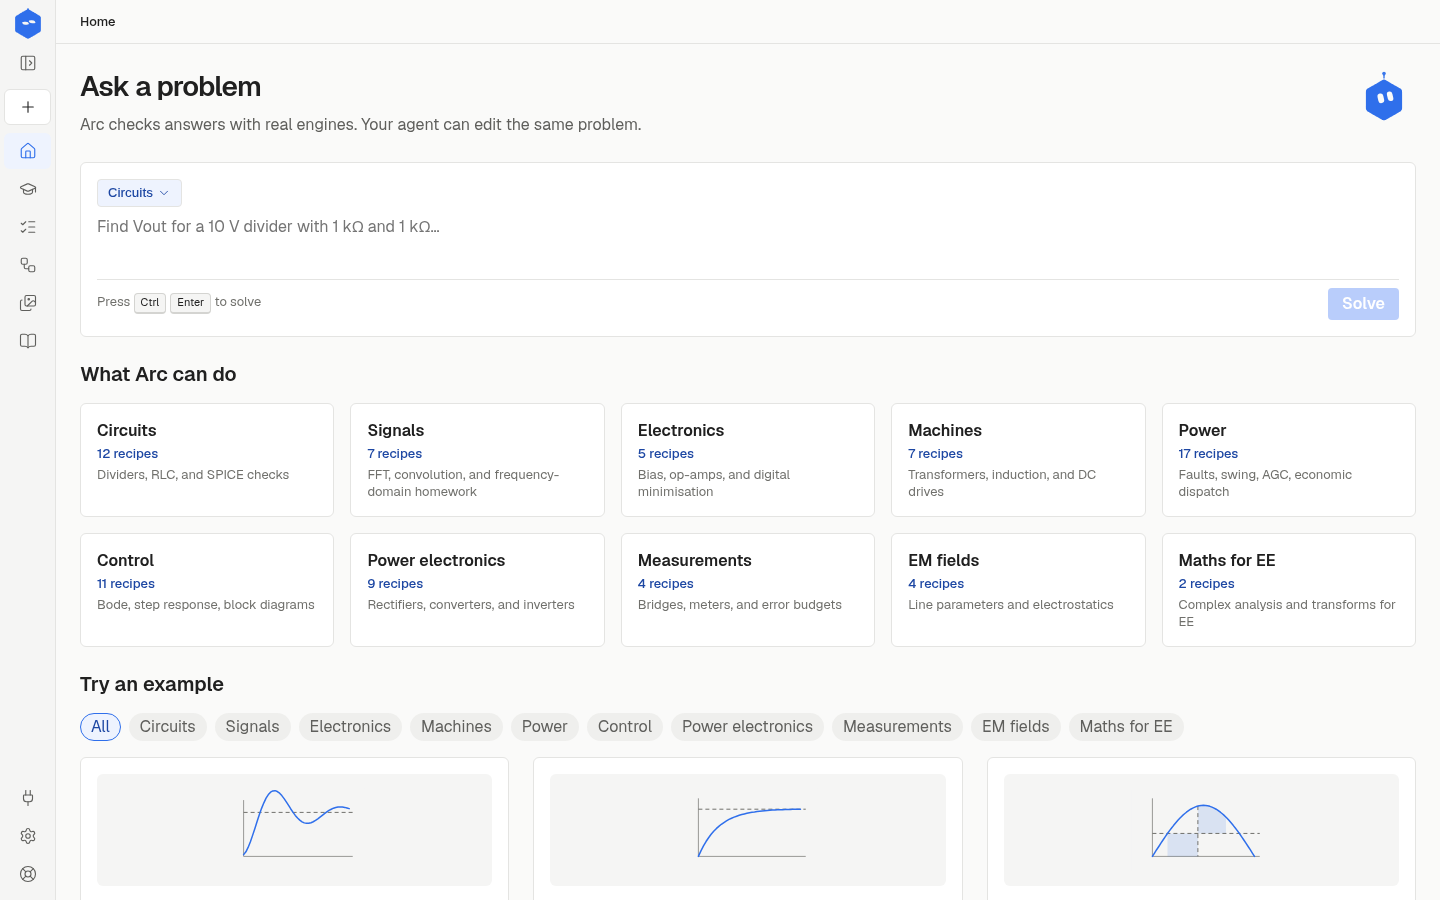 Home
Ask a problem
Arc checks answers with real engines. Your agent can edit the same problem.
Circuits
Find Vout for a 10 V divider with 1 kΩ and 1 kΩ...
Press Ctrl Enter to solve
Solve
What Arc can do
Circuits
12 recipes
Dividers, RLC, and SPICE checks
Signals
7 recipes
FFT, convolution, and frequency-
domain homework
Electronics
5 recipes
Bias, op-amps, and digital
minimisation
Machines
7 recipes
Transformers, induction, and DC
drives
Power
17 recipes
Faults, swing, AGC, economic
dispatch
Control
11 recipes
Bode, step response, block diagrams
Power electronics
9 recipes
Rectifiers, converters, and inverters
Measurements
4 recipes
Bridges, meters, and error budgets
EM fields
4 recipes
Line parameters and electrostatics
Maths for EE
2 recipes
Complex analysis and transforms for
EE
Try an example
All Circuits Signals Electronics Machines Power Control Power electronics Measurements EM fields Maths for EE